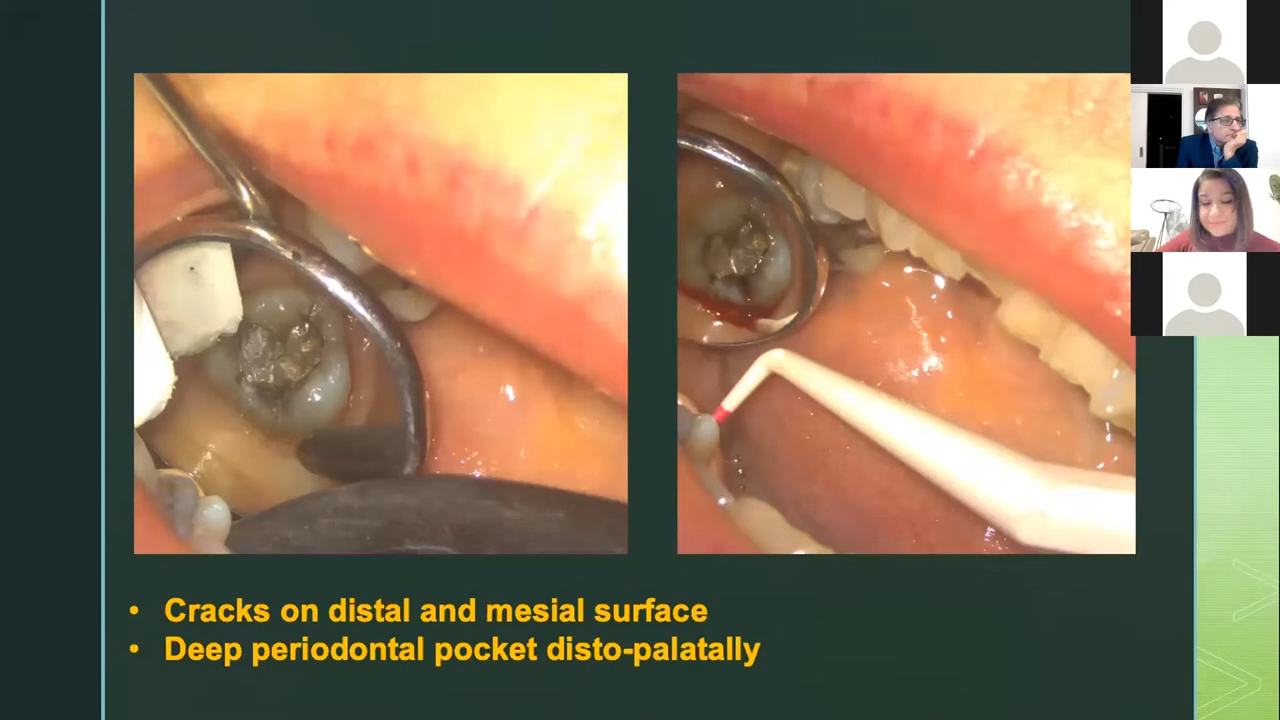 • Cracks on distal and mesial surface
• Deep periodontal pocket disto-palatally